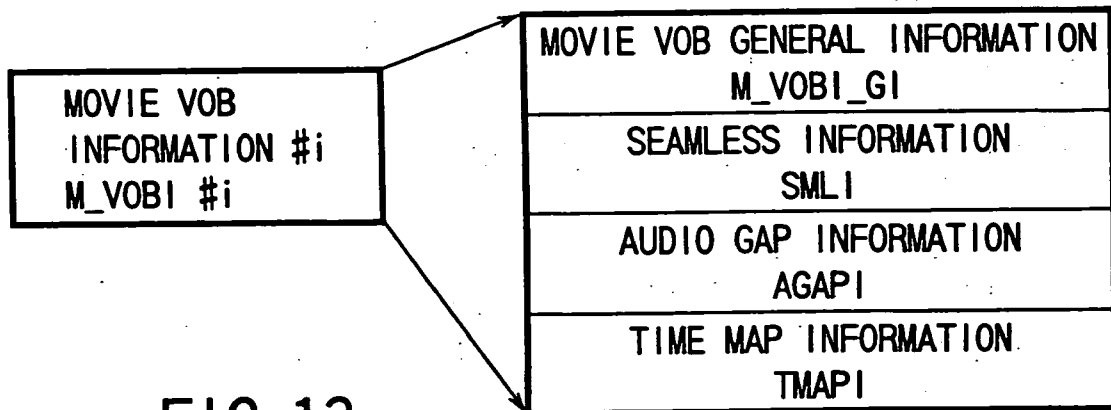 MOVIE VOB
INFORMATION #i
M_VOBI #i
MOVIE VOB GENERAL INFORMATION
M_VOBI_GI
SEAMLESS INFORMATION
SMLI
AUDIO GAP INFORMATION
AGAPI
TIME MAP INFORMATION
TMAPI